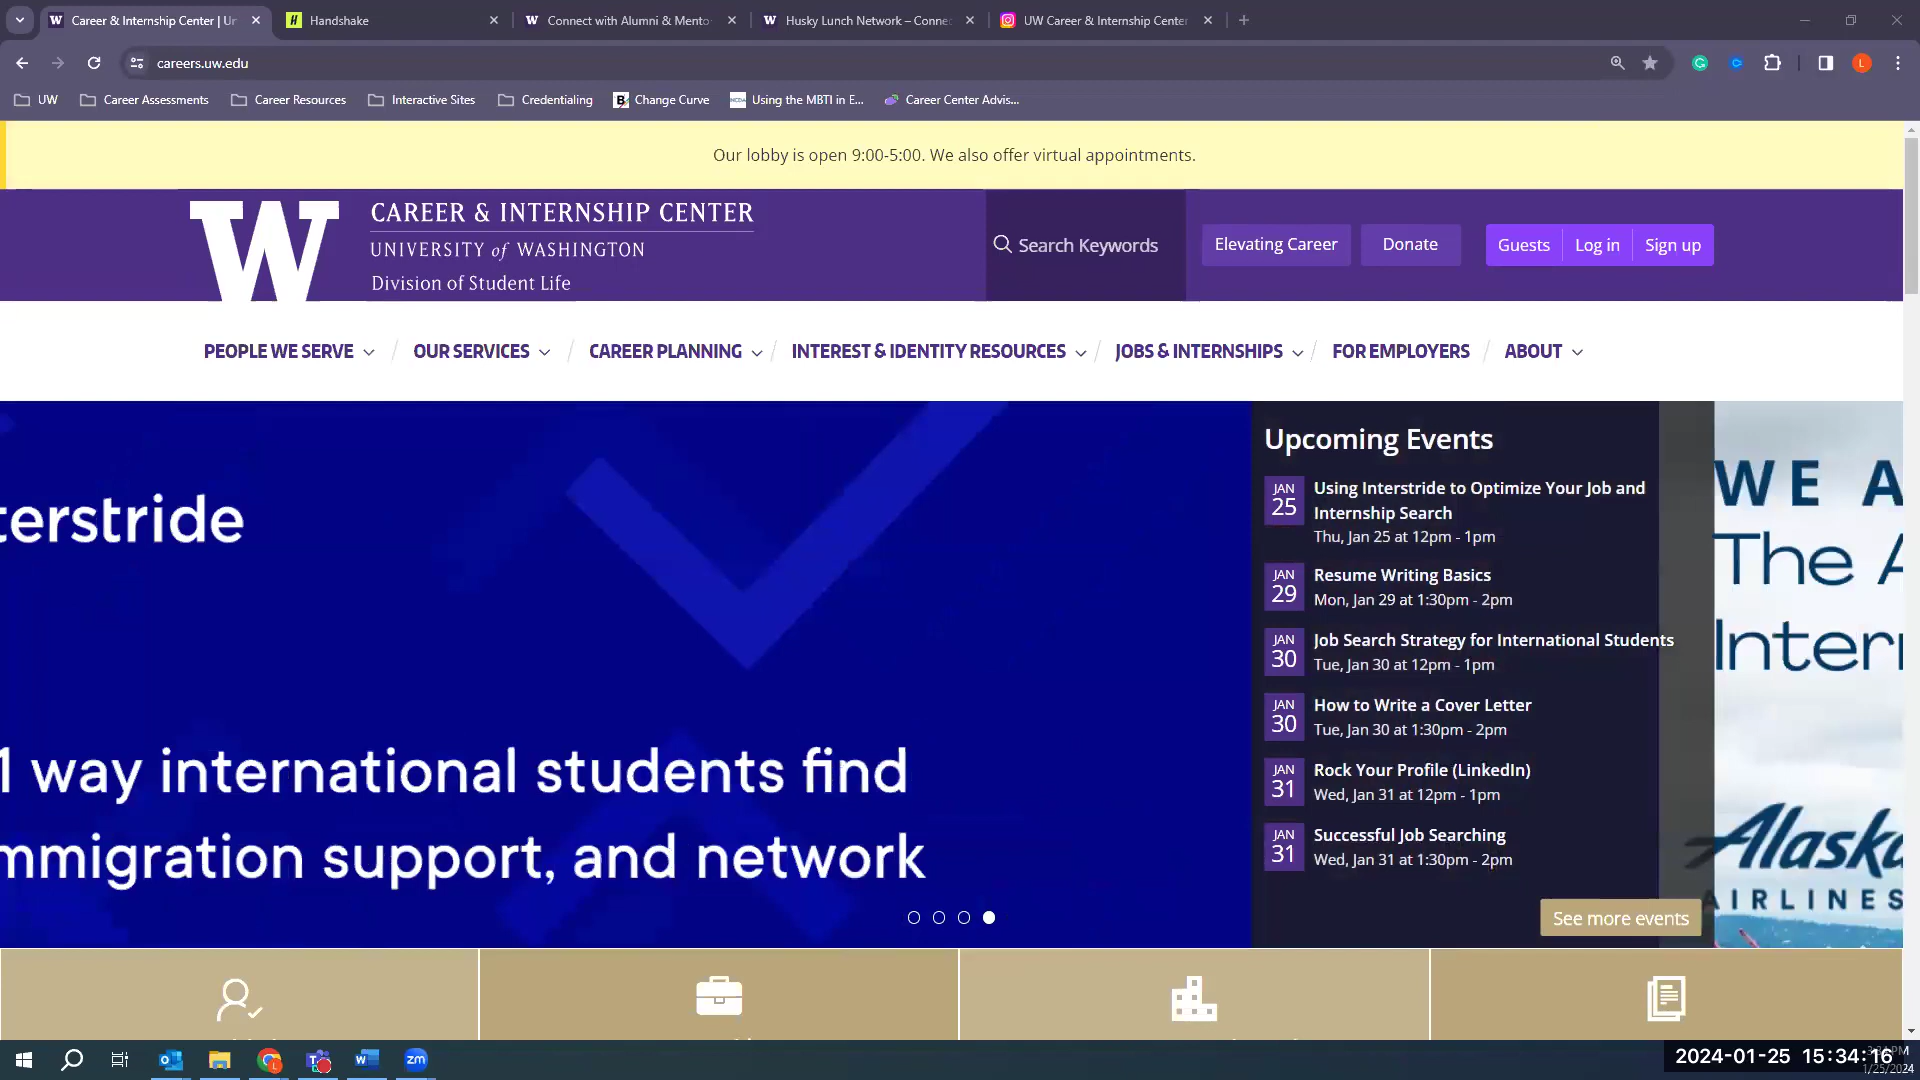 Career & Internship Center | Un
Handshake
Connect with Alumni & Mento
Husky Lunch Network – Connec
UW Career & Internship Center
careers.uw.edu
UW
Career Assessments
Career Resources
Interactive Sites
Credentialing
Change Curve
Using the MBTI in E...
Career Center Advis...
Our lobby is open 9:00-5:00. We also offer virtual appointments.
CAREER & INTERNSHIP CENTER
UNIVERSITY of WASHINGTON
Division of Student Life
Search Keywords
Elevating Career
Donate
Guests
Log in
Sign up
PEOPLE WE SERVE
OUR SERVICES
CAREER PLANNING
INTEREST & IDENTITY RESOURCES
JOBS & INTERNSHIPS
FOR EMPLOYERS
ABOUT
terstride
1 way international students find
mmigration support, and network
Upcoming Events
JAN
25
Using Interstride to Optimize Your Job and
Internship Search
Thu, Jan 25 at 12pm - 1pm
JAN
29
Resume Writing Basics
Mon, Jan 29 at 1:30pm - 2pm
JAN
30
Job Search Strategy for International Students
Tue, Jan 30 at 12pm - 1pm
JAN
30
How to Write a Cover Letter
Tue, Jan 30 at 1:30pm - 2pm
JAN
31
Rock Your Profile (LinkedIn)
Wed, Jan 31 at 12pm - 1pm
JAN
31
Successful Job Searching
Wed, Jan 31 at 1:30pm - 2pm
See more events
WE A
The A
Intern
Alaska
AIRLINES
2024-01-25 15:34:16
1/25/2024